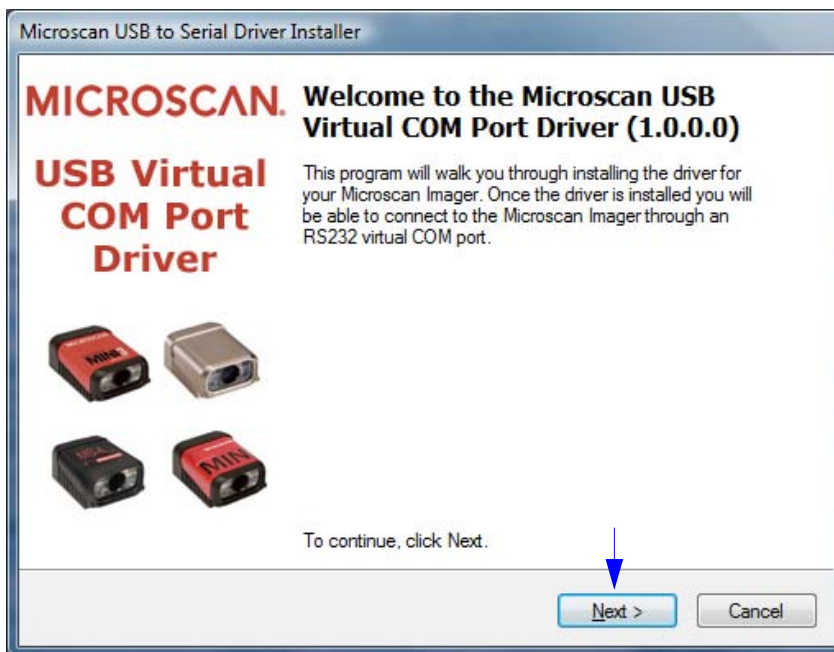 Microscan USB to Serial Driver Installer
MICROSCAN.
USB Virtual
COM Port
Driver
MINI
MIN
Welcome to the Microscan USB
Virtual COM Port Driver (1.0.0.0)
This program will walk you through installing the driver for
your Microscan Imager. Once the driver is installed you will
be able to connect to the Microscan Imager through an
RS232 virtual COM port.
To continue, click Next.
Next >
Cancel